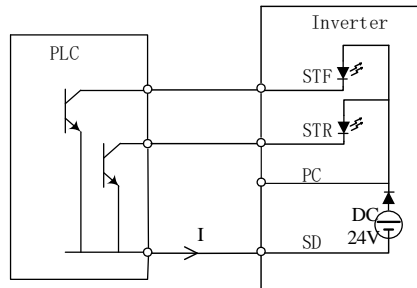 Inverter
PLC
STF
STR
PC
DC
24V
I
SD